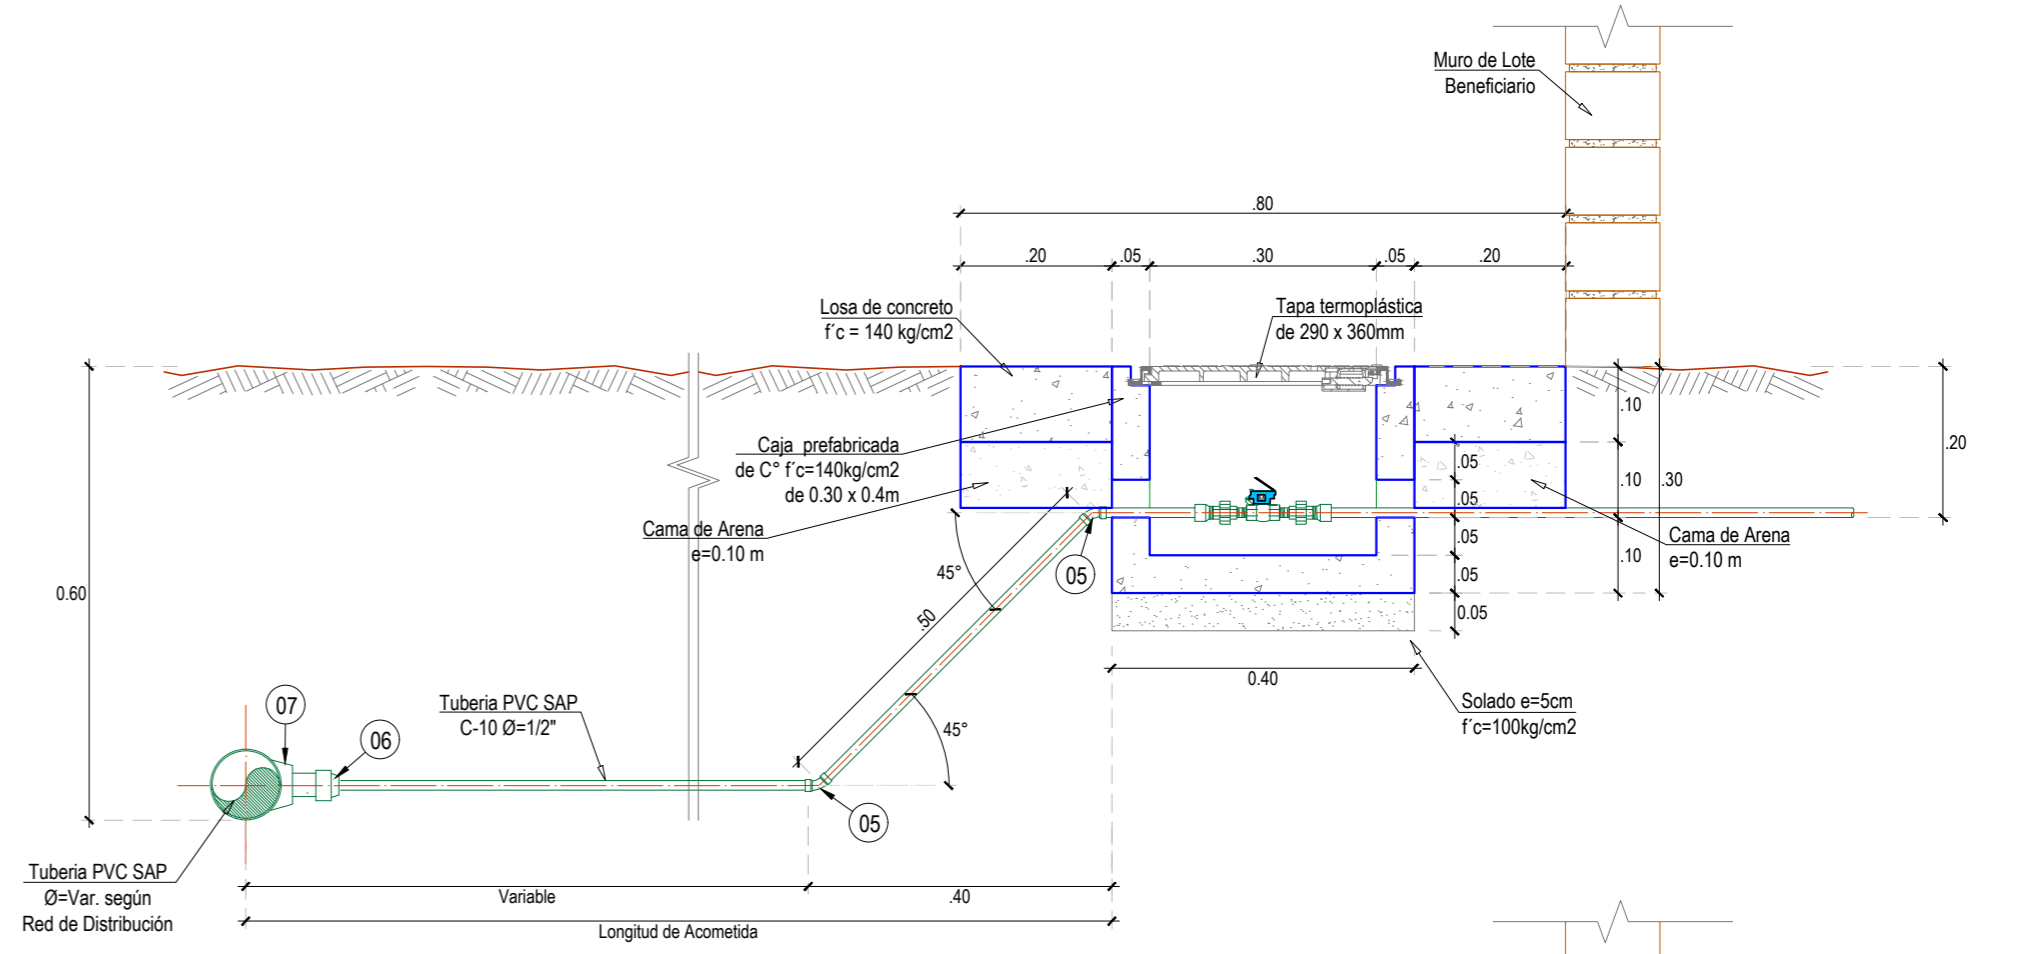 Muro de Lote
Beneficiario
.80
.20
.05
.30
.05
.20
Losa de concreto
f´c = 140 kg/cm2
Tapa termoplástica
de 290 x 360mm
Caja prefabricada
de C° f´c=140kg/cm2
de 0.30 x 0.4m
Cama de Arena
e=0.10 m
.10
.05
.05
.10
.30
.20
.05
.10
.05
0.05
Cama de Arena
e=0.10 m
0.60
45°
.50
05
45°
0.40
Solado e=5cm
f´c=100kg/cm2
07
06
Tuberia PVC SAP
C-10 Ø=1/2"
05
Tuberia PVC SAP
Ø=Var. según
Red de Distribución
Variable
.40
Longitud de Acometida